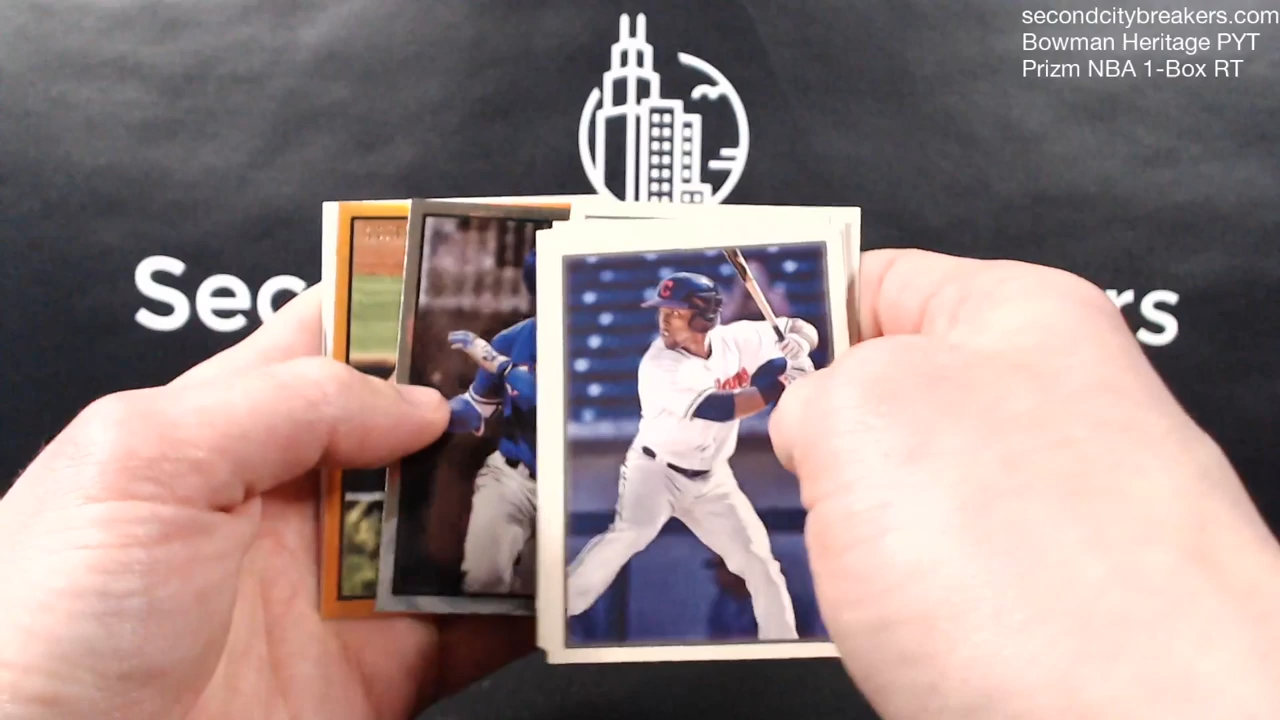 secondcitybreakers.com
Bowman Heritage PYT
Prizm NBA 1-Box RT
Sec rs
C